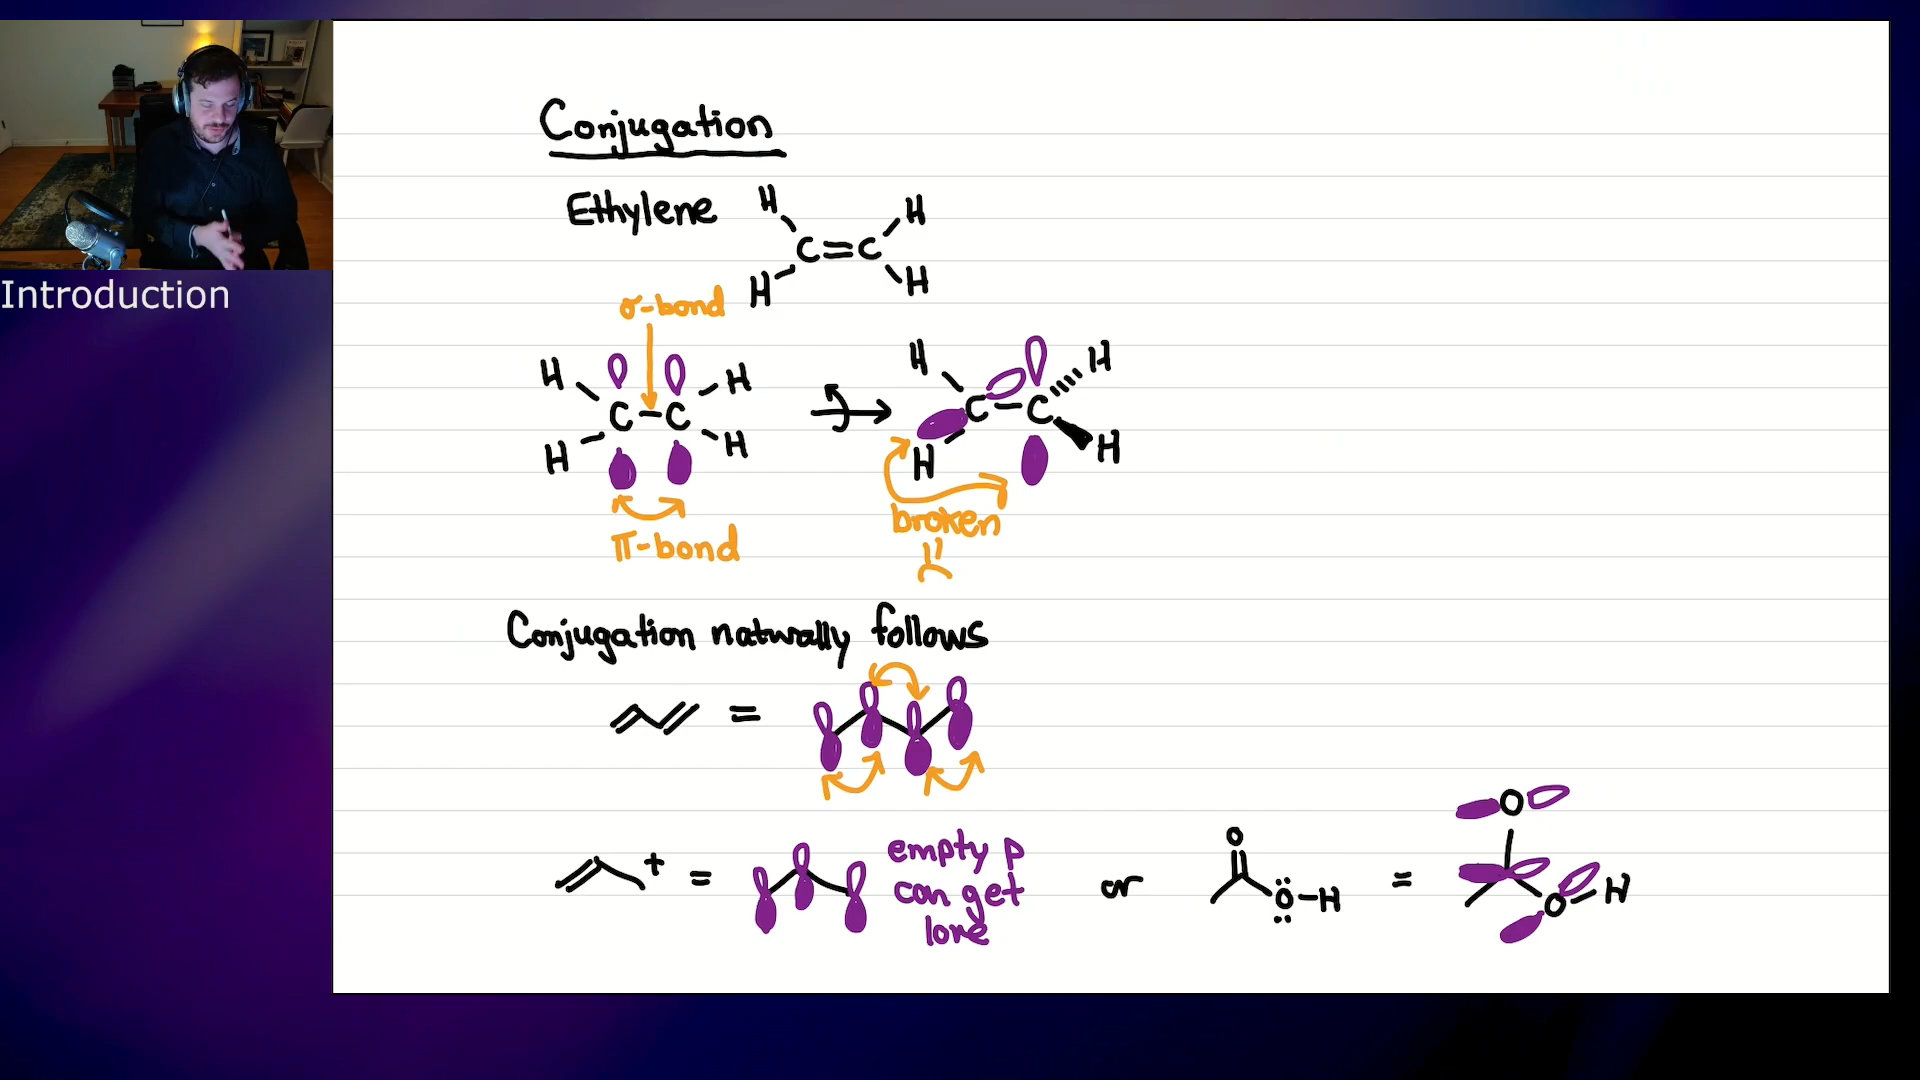 Introduction
Conjugation
Ethylene
H H
C=C
H H
σ-bond
H H
C-C
H H
π-bond
H H
C-C
H H
broken
Conjugation naturally follows
=
+ =
empty p
can get
love
or
O
O-H
=
O
O H